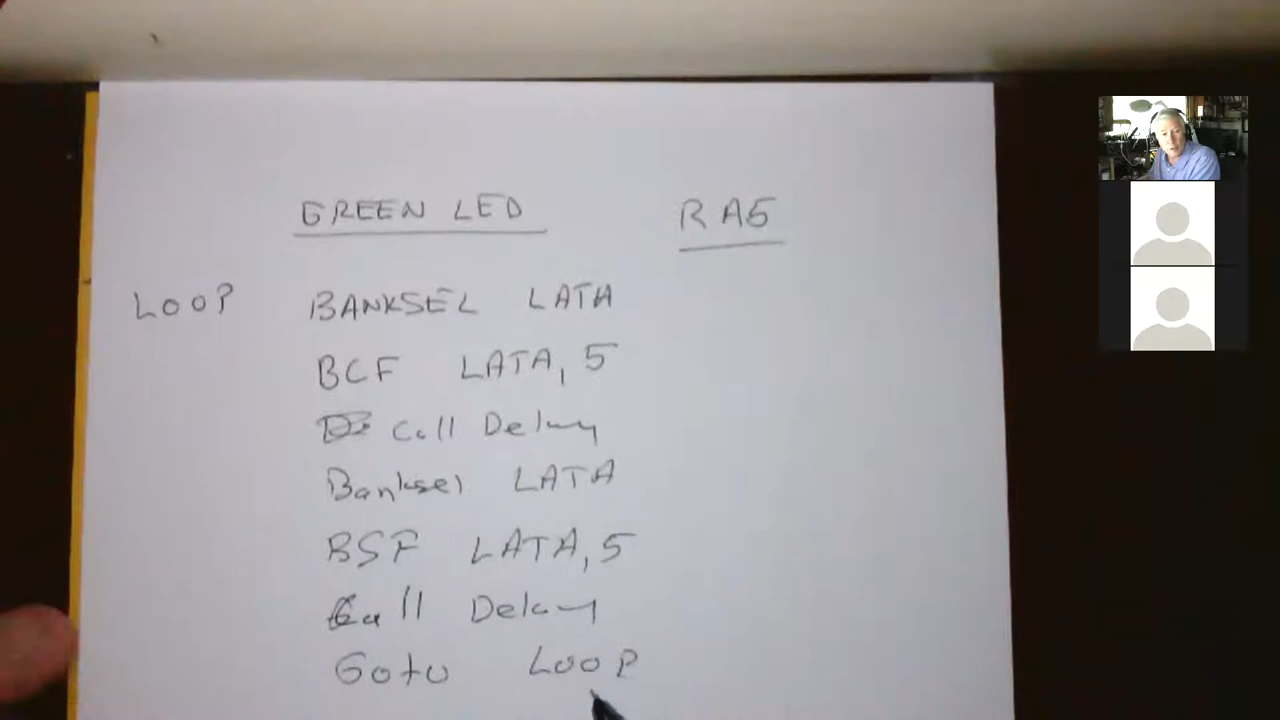 GREEN LED RA5
LOOP BANKSEL LATA
BCF LATA, 5
Call Delay
Banksel LATA
BSF LATA, 5
Call Delay
Goto LOOP